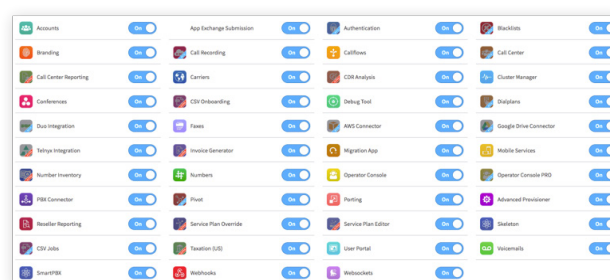 Accounts On App Exchange Submission On Authentication On Blacklists On
Branding On Call Recording On Callflows On Call Center On
Call Center Reporting On Carriers On CDR Analysis On Cluster Manager On
Conferences On CSV Onboarding On Debug Tool On Dialplans On
Duo Integration On Faxes On AWS Connector On Google Drive Connector On
Telnyx Integration On Invoice Generator On Migration App On Mobile Services On
Number Inventory On Numbers On Operator Console On Operator Console PRO On
PBX Connector On Pivot On Porting On Advanced Provisioner On
Reseller Reporting On Service Plan Override On Service Plan Editor On Skeleton On
CSV Jobs On Taxation (US) On User Portal On Voicemails On
SmartPBX On Webhooks On Websockets On